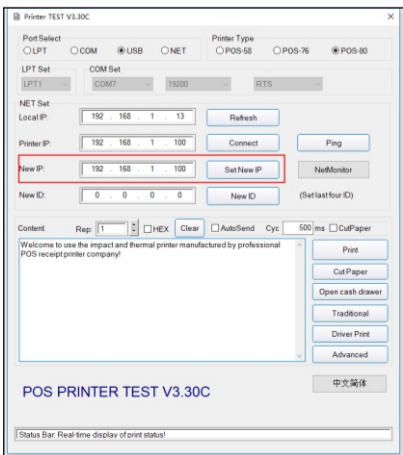 Printer TEST V3.30C
Port Select
LPT COM USB NET
Printer Type
POS-58 POS-76 POS-80
LPT Set
LPT1
COM Set
COM7 19200 RTS
NET Set
Local IP: 192 . 168 . 1 . 13 Refresh
Printer IP: 192 . 168 . 1 . 100 Connect Ping
New IP: 192 . 168 . 1 . 100 Set New IP NetMonitor
New ID: 0 . 0 . 0 . 0 New ID (Set last four ID)
Content Rep: 1 HEX Clear AutoSend Cyc 500 ms CutPaper
Welcome to use the impact and thermal printer manufactured by professional
POS receipt printer company!
Print
Cut Paper
Open cash drawer
Traditional
Driver Print
Advanced
中文简体
POS PRINTER TEST V3.30C
Status Bar: Real-time display of print status!